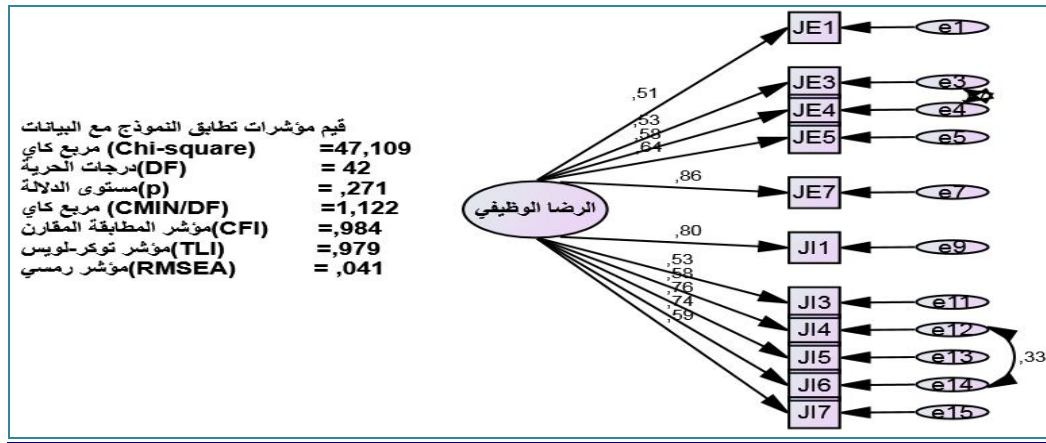 قيم مؤشرات تطابق النموذج مع البيانات
مربع كاي (Chi-square) =47,109
درجات الحرية(DF) = 42
مستوى الدلالة(p) = ,271
مربع كاي (CMIN/DF) =1,122
مؤشر المطابقة المقارن(CFI) =,984
مؤشر توكر-لويس(TLI) =,979
مؤشر رمسي(RMSEA) = ,041
الرضا الوظيفي
,51
,53
,58
,64
,86
,80
,53
,58
,76
,74
,59
JE1 e1
JE3 e3
JE4 e4
JE5 e5
JE7 e7
JI1 e9
JI3 e11
JI4 e12
JI5 e13
JI6 e14
JI7 e15
,33